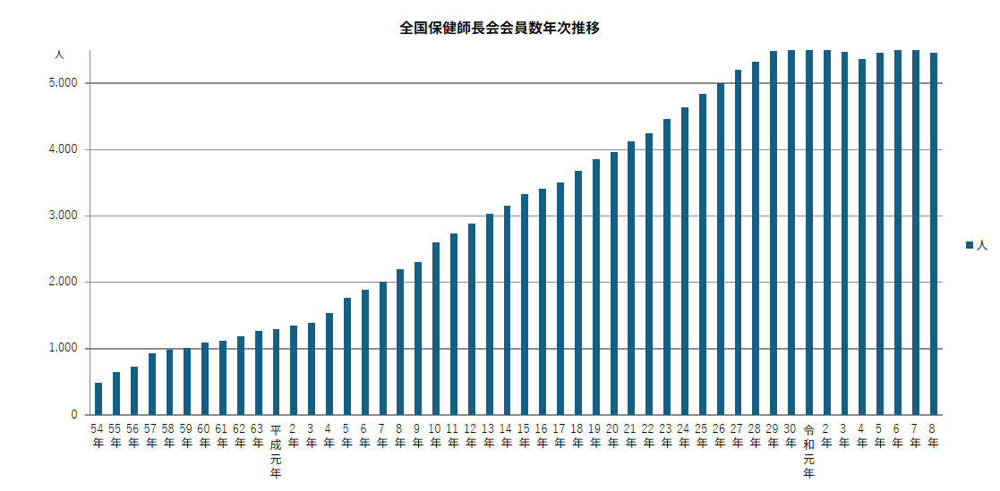 全国保健師長会会員数年次推移
人
5,000
4,000
3,000
2,000
1,000
0
54年 55年 56年 57年 58年 59年 60年 61年 62年 63年 平成元年 2年 3年 4年 5年 6年 7年 8年 9年 10年 11年 12年 13年 14年 15年 16年 17年 18年 19年 20年 21年 22年 23年 24年 25年 26年 27年 28年 29年 30年 令和元年 2年 3年 4年 5年 6年 7年 8年
人